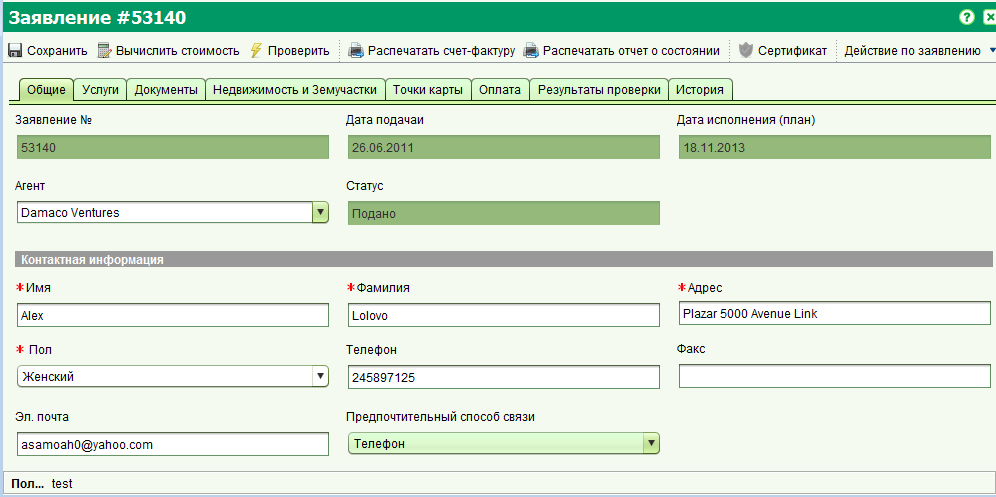 Заявление #53140
Сохранить Вычислить стоимость Проверить Распечатать счет-фактуру Распечатать отчет о состоянии Сертификат Действие по заявлению
Общие Услуги Документы Недвижимость и Земучастки Точки карты Оплата Результаты проверки История
Заявление № Дата подачаи Дата исполнения (план)
53140 26.06.2011 18.11.2013
Агент Статус
Damaco Ventures Подано
Контактная информация
* Имя * Фамилия * Адрес
Alex Lolovo Plazar 5000 Avenue Link
* Пол Телефон Факс
Женский 245897125
Эл. почта Предпочтительный способ связи
asamoah0@yahoo.com Телефон
Пол... test